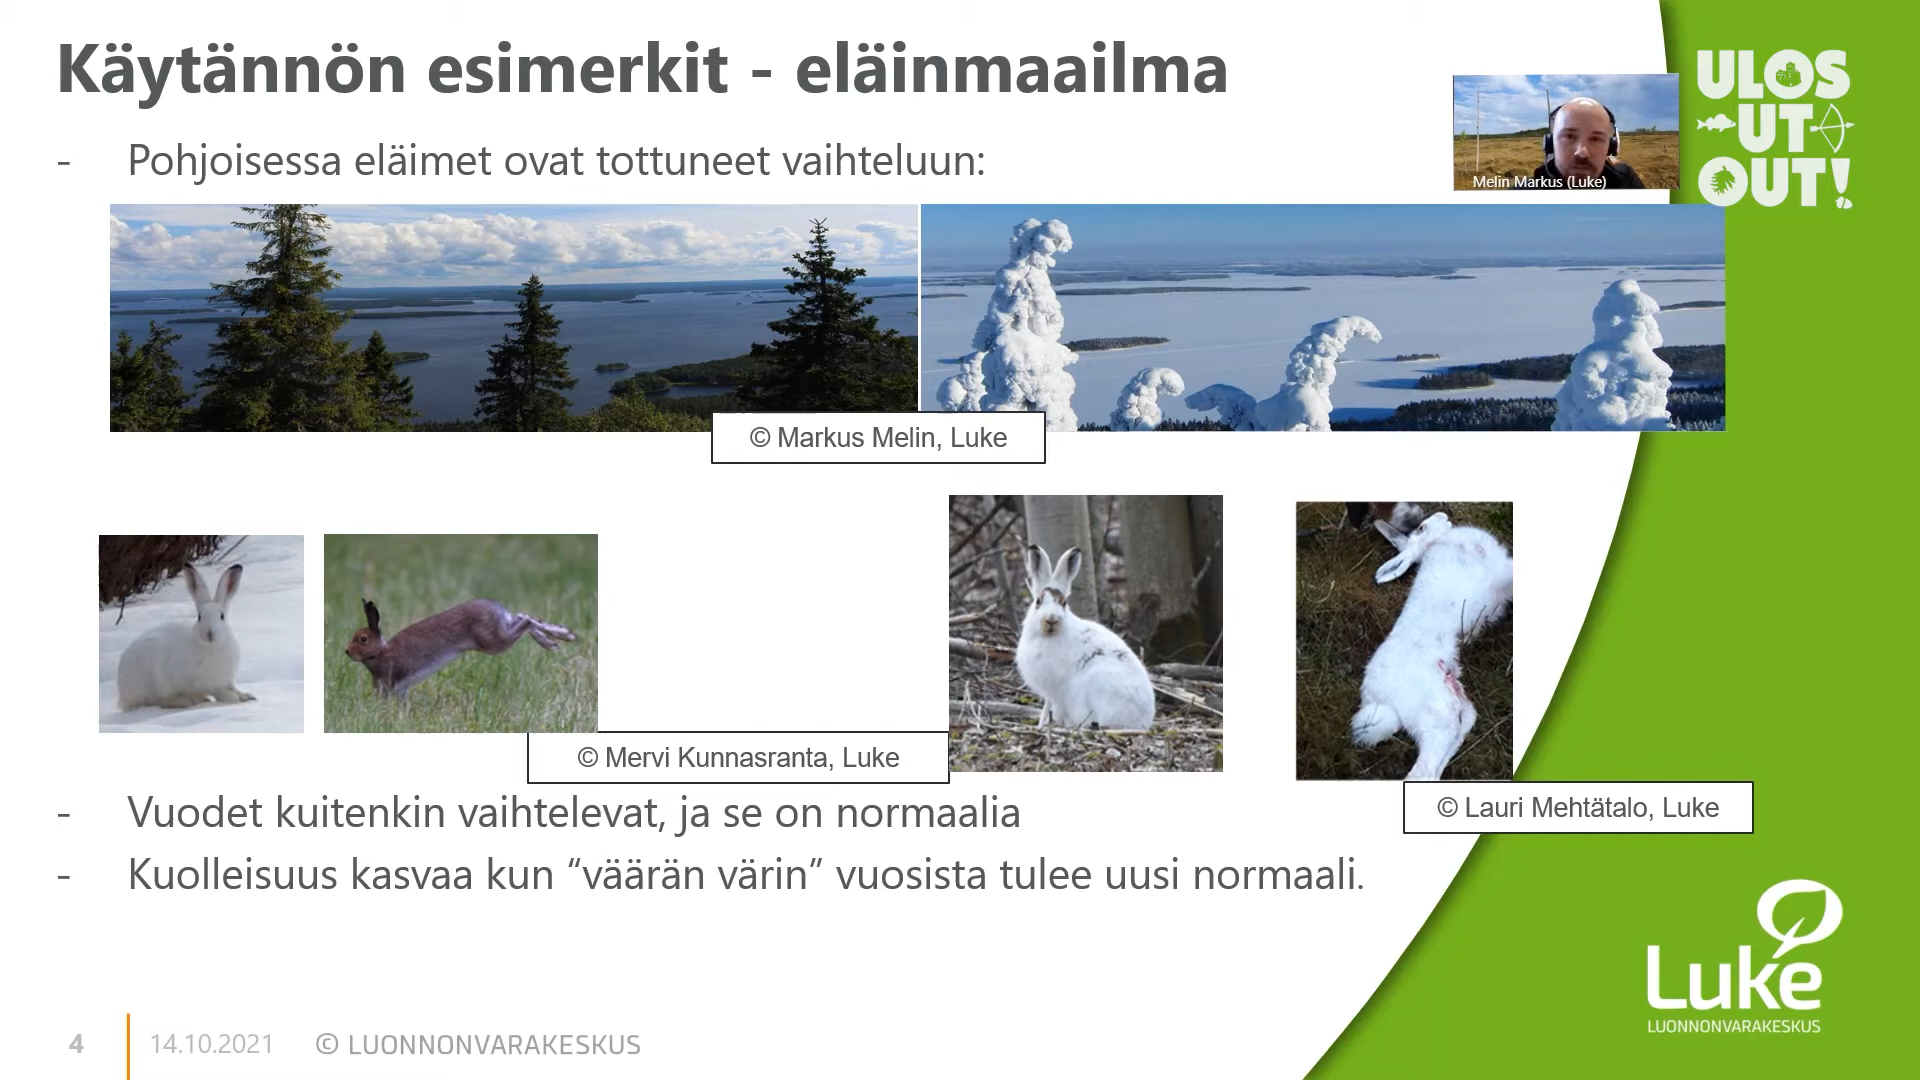 Käytännön esimerkit - eläinmaailma
ULOS
UT
OUT!
Melin Markus (Luke)
- Pohjoisessa eläimet ovat tottuneet vaihteluun:
© Markus Melin, Luke
© Mervi Kunnasranta, Luke
© Lauri Mehtätalo, Luke
- Vuodet kuitenkin vaihtelevat, ja se on normaalia
- Kuolleisuus kasvaa kun “väärän värin” vuosista tulee uusi normaali.
Luke
LUONNONVARAKESKUS
4 14.10.2021 © LUONNONVARAKESKUS